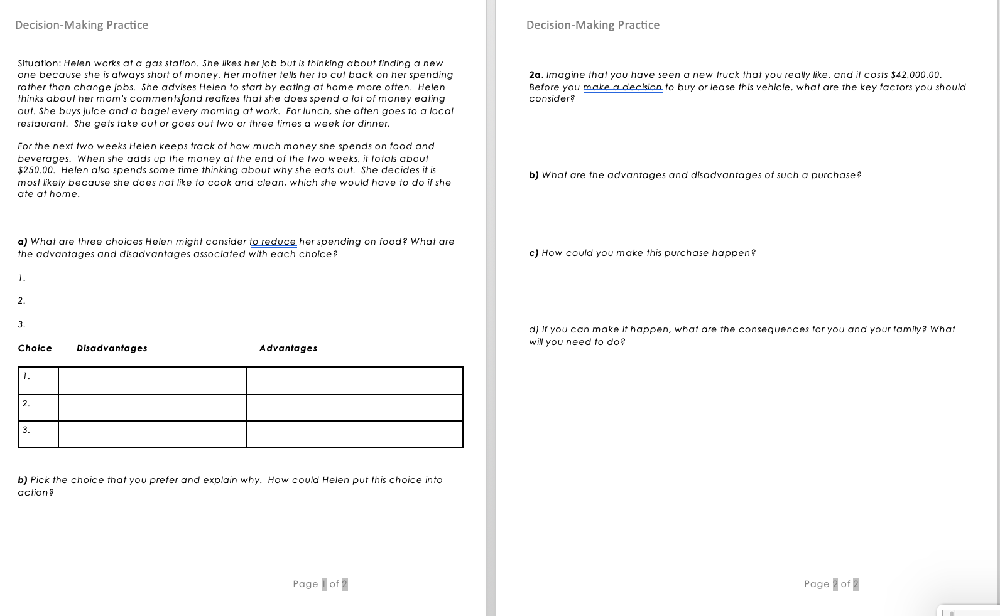 Decision-Making Practice
Situation: Helen works at a gas station. She likes her job but is thinking about finding a new
one because she is always short of money. Her mother tells her to cut back on her spending
rather than change jobs.  She advises Helen to start by eating at home more often.  Helen
thinks about her mom's comments and realizes that she does spend a lot of money eating
out. She buys juice and a bagel every morning at work.  For lunch, she often goes to a local
restaurant.  She gets take out or goes out two or three times a week for dinner.
For the next two weeks Helen keeps track of how much money she spends on food and
beverages.  When she adds up the money at the end of the two weeks, it totals about
$250.00.  Helen also spends some time thinking about why she eats out.  She decides it is
most likely because she does not like to cook and clean, which she would have to do if she
ate at home.
a) What are three choices Helen might consider to reduce her spending on food? What are
the advantages and disadvantages associated with each choice?
1.
2.
3.
Choice Disadvantages Advantages
1.
2.
3.
b) Pick the choice that you prefer and explain why.  How could Helen put this choice into
action?
Page 1 of 2
Decision-Making Practice
2a. Imagine that you have seen a new truck that you really like, and it costs $42,000.00.
Before you make a decision to buy or lease this vehicle, what are the key factors you should
consider?
b) What are the advantages and disadvantages of such a purchase?
c) How could you make this purchase happen?
d) If you can make it happen, what are the consequences for you and your family? What
will you need to do?
Page 2 of 2